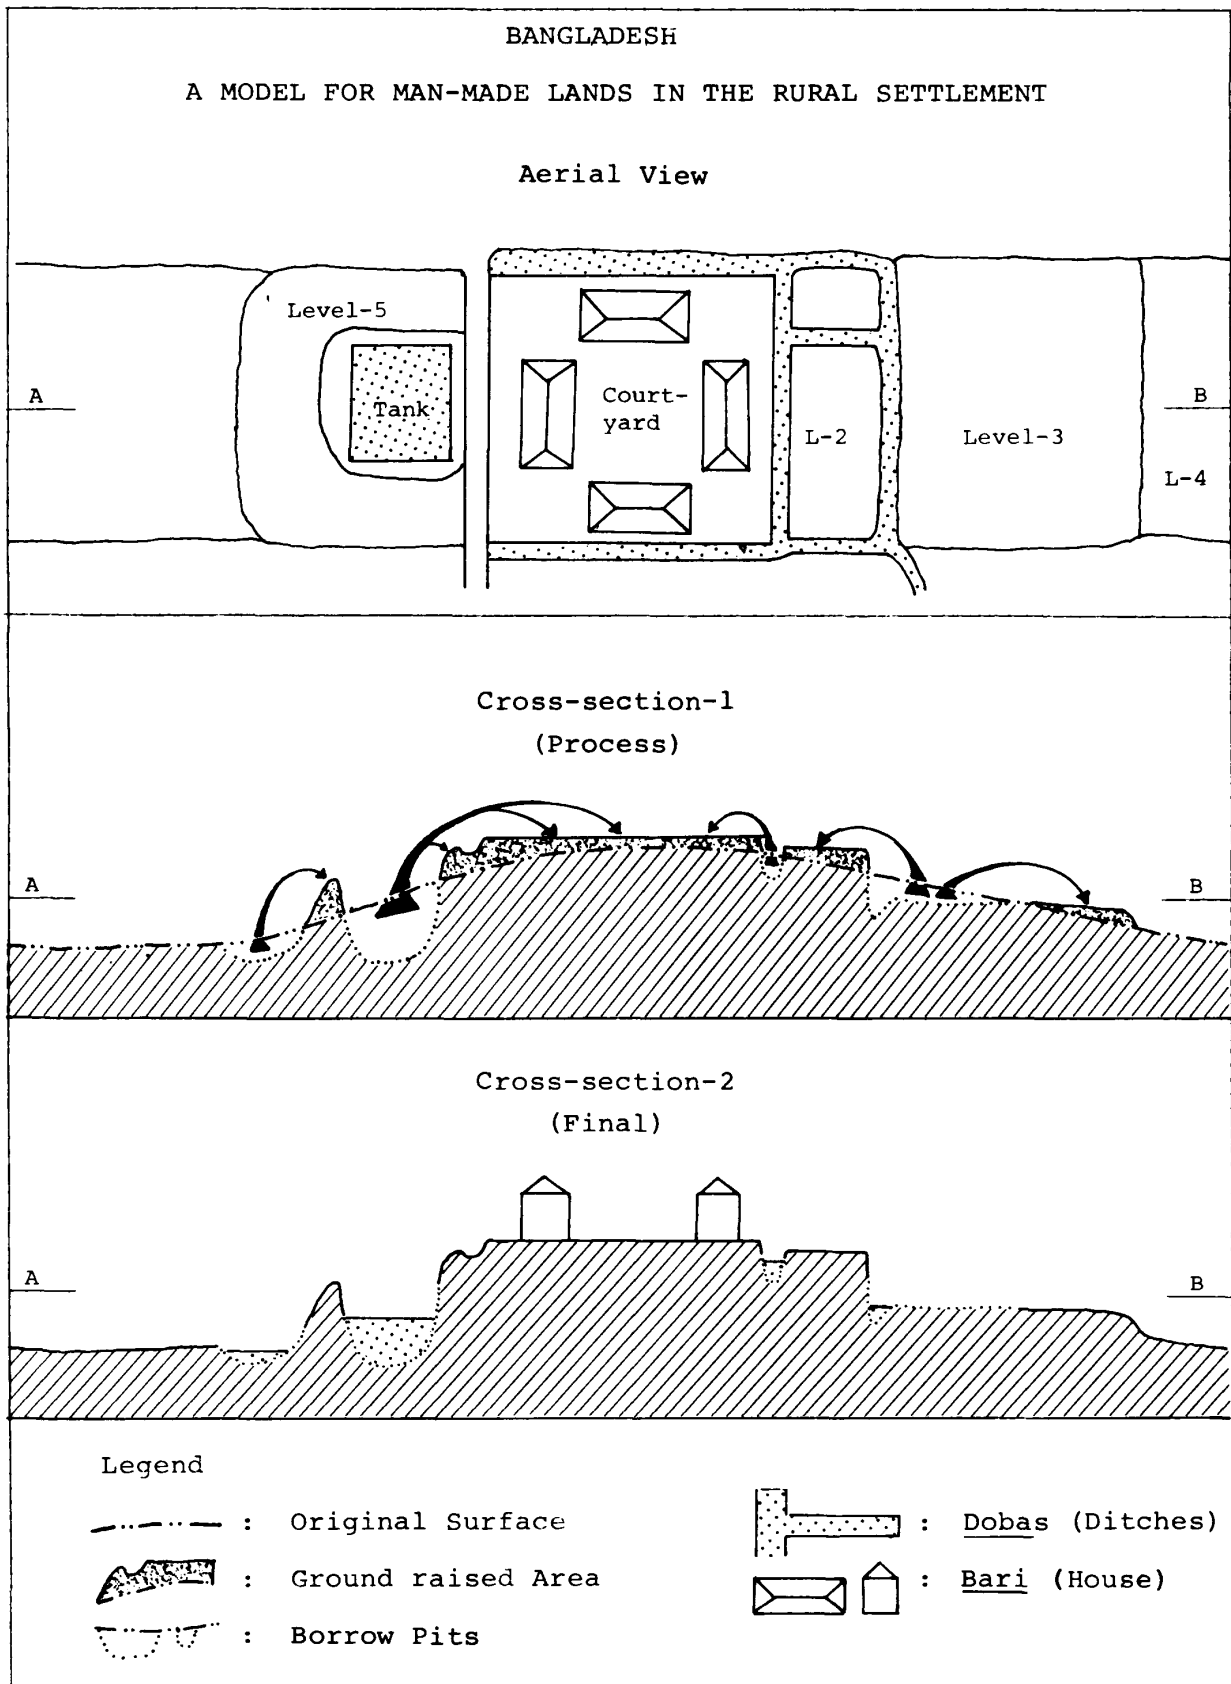 BANGLADESH
A MODEL FOR MAN-MADE LANDS IN THE RURAL SETTLEMENT
Aerial View
Level-5
A
Tank
Court-
yard
L-2
Level-3
B
L-4
Cross-section-1
(Process)
A
B
Cross-section-2
(Final)
A
B
Legend
: Original Surface
: Ground raised Area
: Borrow Pits
: Dobas (Ditches)
: Bari (House)